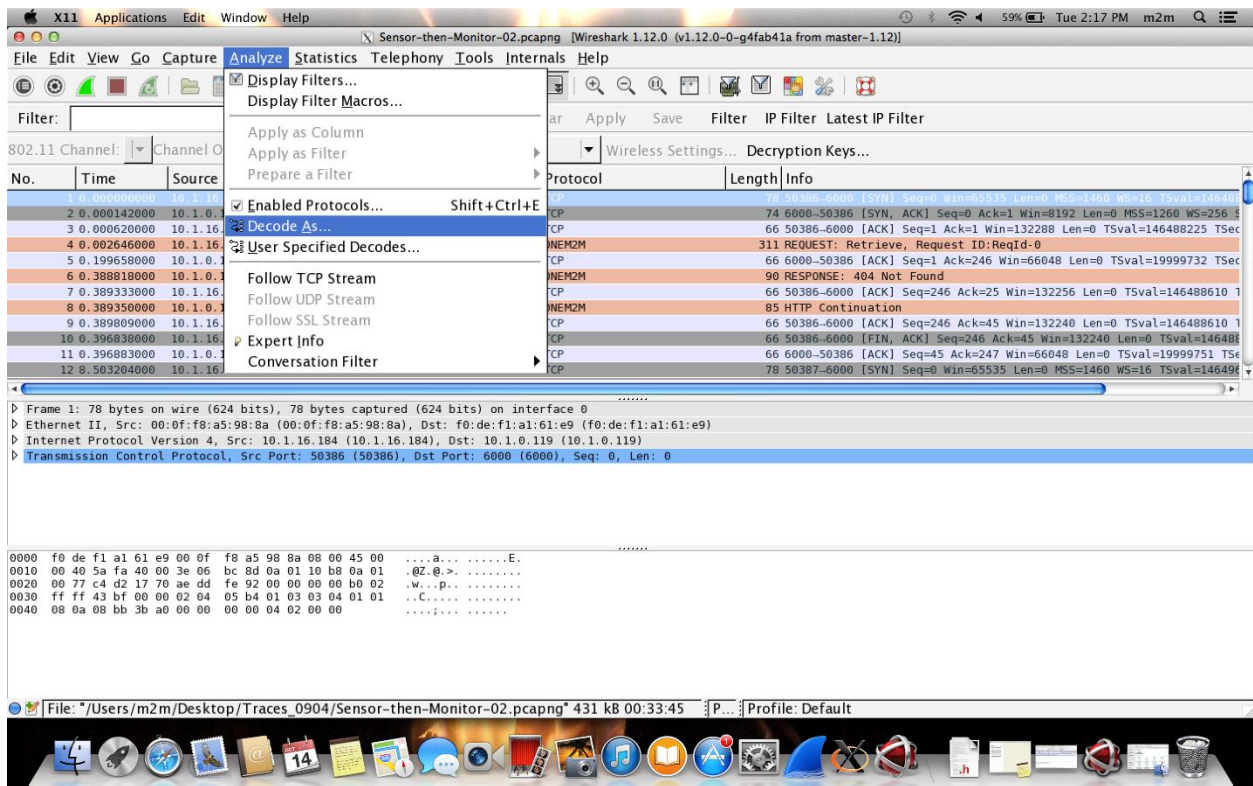 X11 Applications Edit Window Help 59% Tue 2:17 PM m2m
Sensor-then-Monitor-02.pcapng [Wireshark 1.12.0 (v1.12.0-0-g4fab41a from master-1.12)]
File Edit View Go Capture Analyze Statistics Telephony Tools Internals Help
Display Filters...
Display Filter Macros...
Filter: ar Apply Save Filter IP Filter Latest IP Filter
Apply as Column
802.11 Channel: Channel O Apply as Filter Wireless Settings... Decryption Keys...
Prepare a Filter
No. Time Source Protocol Length Info
1 0.000000000 10.1.16 CP 78 50386→6000 [SYN] Seq=0 Win=65535 Len=0 MSS=1460 WS=16 TSval=146488
Enabled Protocols... Shift+Ctrl+E
2 0.000142000 10.1.0.1 CP 74 6000→50386 [SYN, ACK] Seq=0 Ack=1 Win=8192 Len=0 MSS=1260 WS=256 S
Decode As...
3 0.000620000 10.1.16. CP 66 50386→6000 [ACK] Seq=1 Ack=1 Win=132288 Len=0 TSval=146488225 TSec
User Specified Decodes...
4 0.002646000 10.1.16. NEM2M 311 REQUEST: Retrieve, Request ID:ReqId-0
5 0.199658000 10.1.0.1 CP 66 6000→50386 [ACK] Seq=1 Ack=246 Win=66048 Len=0 TSval=19999732 TSec
Follow TCP Stream
6 0.388818000 10.1.0.1 NEM2M 90 RESPONSE: 404 Not Found
7 0.389333000 10.1.16. CP 66 50386→6000 [ACK] Seq=246 Ack=25 Win=132256 Len=0 TSval=146488610 T
Follow UDP Stream
8 0.389350000 10.1.0.1 NEM2M 85 HTTP Continuation
Follow SSL Stream
9 0.389809000 10.1.16. CP 66 50386→6000 [ACK] Seq=246 Ack=45 Win=132240 Len=0 TSval=146488610 T
Expert Info
10 0.396838000 10.1.16. CP 66 50386→6000 [FIN, ACK] Seq=246 Ack=45 Win=132240 Len=0 TSval=146488
11 0.396883000 10.1.0.1 CP 66 6000→50386 [ACK] Seq=45 Ack=247 Win=66048 Len=0 TSval=19999751 TSe
Conversation Filter
12 8.503204000 10.1.16. CP 78 50387→6000 [SYN] Seq=0 Win=65535 Len=0 MSS=1460 WS=16 TSval=146496
Frame 1: 78 bytes on wire (624 bits), 78 bytes captured (624 bits) on interface 0
Ethernet II, Src: 00:0f:f8:a5:98:8a (00:0f:f8:a5:98:8a), Dst: f0:de:f1:a1:61:e9 (f0:de:f1:a1:61:e9)
Internet Protocol Version 4, Src: 10.1.16.184 (10.1.16.184), Dst: 10.1.0.119 (10.1.0.119)
Transmission Control Protocol, Src Port: 50386 (50386), Dst Port: 6000 (6000), Seq: 0, Len: 0
0000 f0 de f1 a1 61 e9 00 0f f8 a5 98 8a 08 00 45 00 ....a... ......E.
0010 00 40 5a fa 40 00 3e 06 bc 8d 0a 01 10 b8 0a 01 .@Z.@.>. ........
0020 00 77 c4 d2 17 70 ae dd fe 92 00 00 00 00 b0 02 .w...p.. ........
0030 ff ff 43 bf 00 00 02 04 05 b4 01 03 03 04 01 01 ..C..... ........
0040 08 0a 08 bb 3b a0 00 00 00 00 04 02 00 00 ....;... ......
File: "/Users/m2m/Desktop/Traces_0904/Sensor-then-Monitor-02.pcapng" 431 kB 00:33:45 P... Profile: Default
14
.h